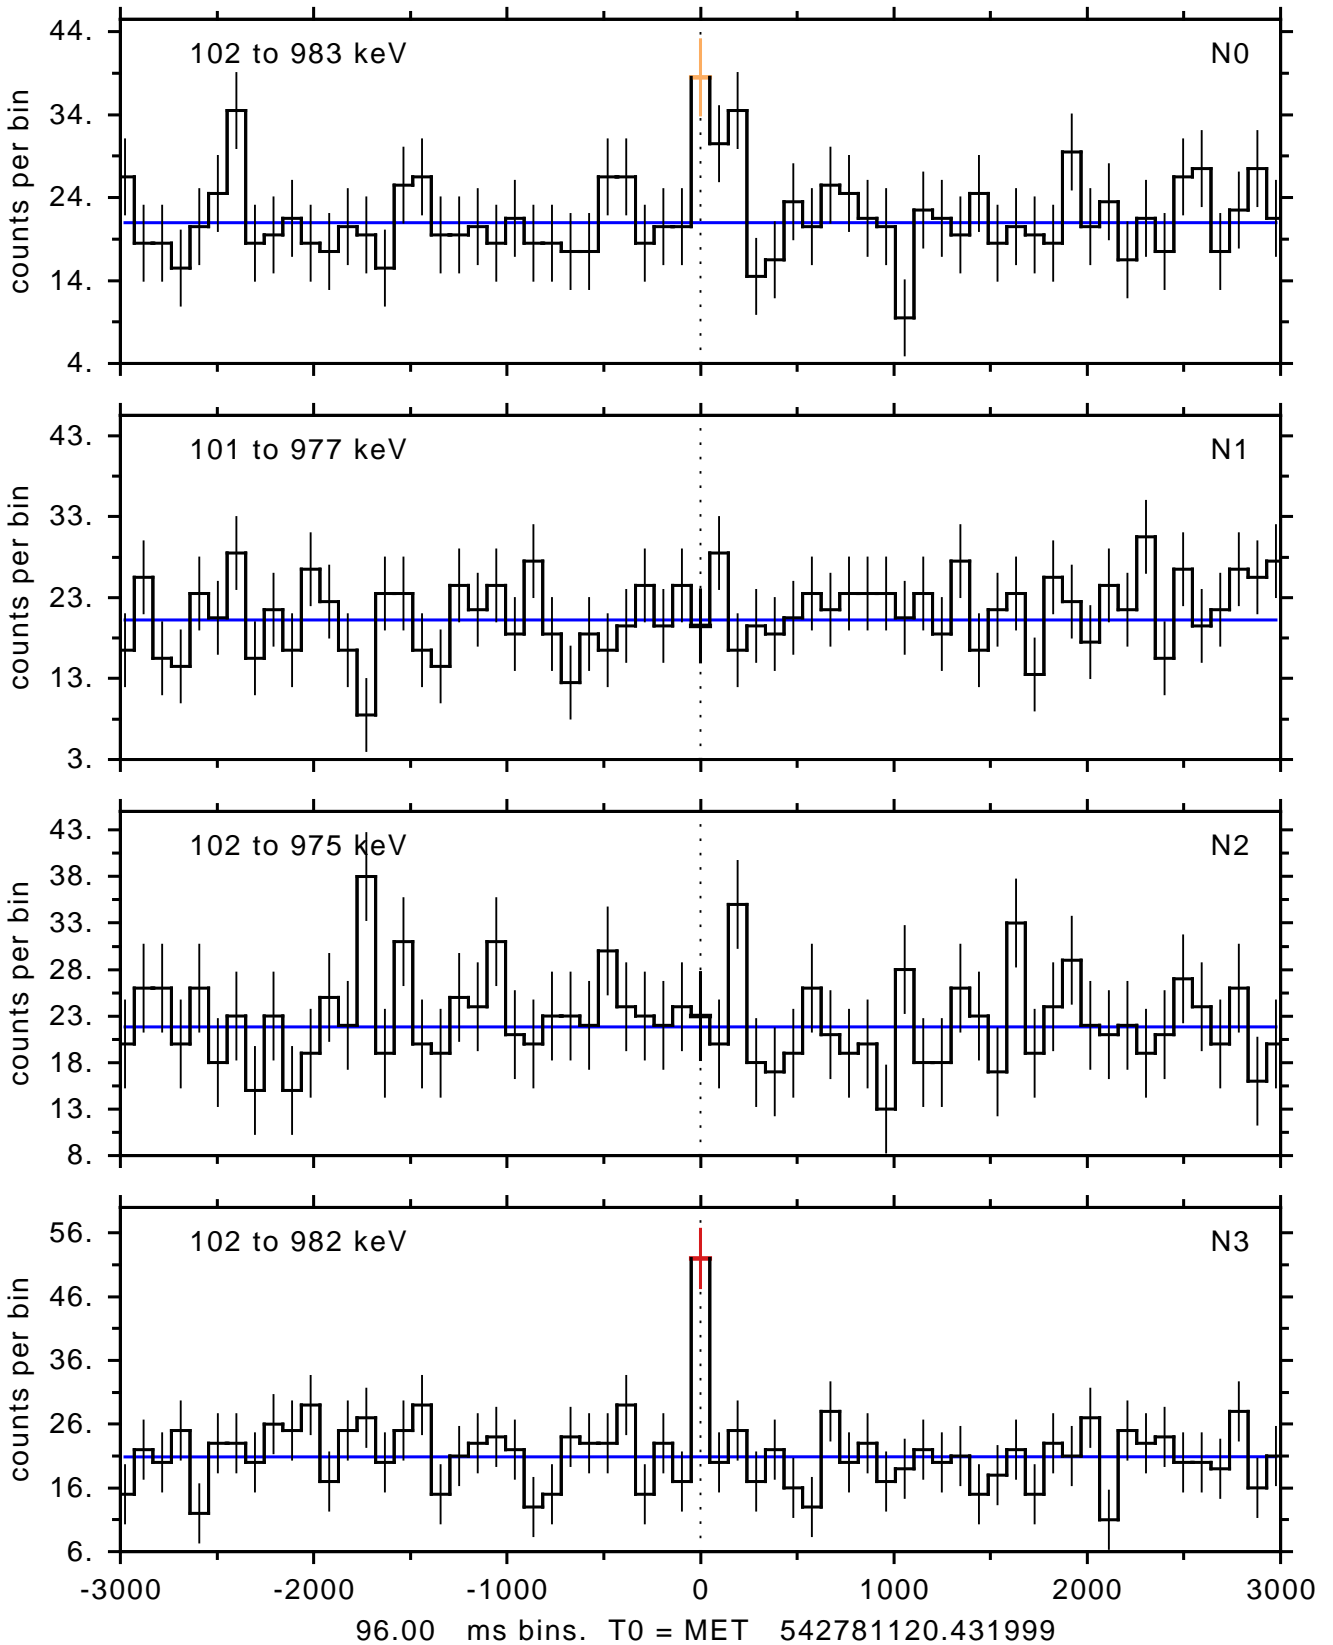 44.
102 to 983 keV
N0
34.
24.
14.
4.
counts per bin
43.
101 to 977 keV
N1
33.
23.
13.
3.
counts per bin
43.
102 to 975 keV
N2
38.
33.
28.
23.
18.
13.
8.
counts per bin
56.
102 to 982 keV
N3
46.
36.
26.
16.
6.
counts per bin
-3000 -2000 -1000 0 1000 2000 3000
96.00 ms bins. T0 = MET 542781120.431999